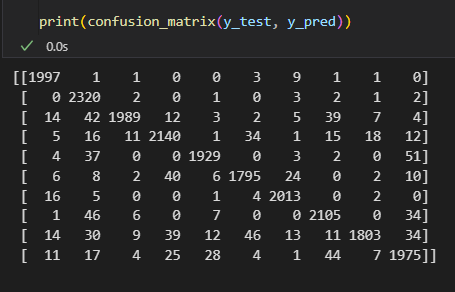 print(confusion_matrix(y_test, y_pred))
0.0s
[[1997 1 1 0 0 3 9 1 1 0]
[ 0 2320 2 0 1 0 3 2 1 2]
[ 14 42 1989 12 3 2 5 39 7 4]
[ 5 16 11 2140 1 34 1 15 18 12]
[ 4 37 0 0 1929 0 3 2 0 51]
[ 6 8 2 40 6 1795 24 0 2 10]
[ 16 5 0 0 1 4 2013 0 2 0]
[ 1 46 6 0 7 0 0 2105 0 34]
[ 14 30 9 39 12 46 13 11 1803 34]
[ 11 17 4 25 28 4 1 44 7 1975]]